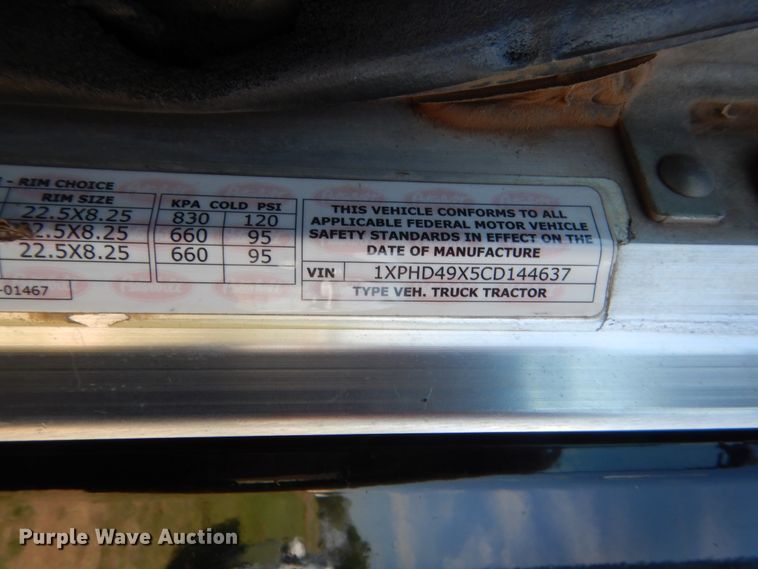 - RIM CHOICE
RIM SIZE
22.5X8.25
2.5X8.25
22.5X8.25
KPA COLD PSI
830 120
660 95
660 95
-01467
THIS VEHICLE CONFORMS TO ALL
APPLICABLE FEDERAL MOTOR VEHICLE
SAFETY STANDARDS IN EFFECT ON THE
DATE OF MANUFACTURE
VIN 1XPHD49X5CD144637
TYPE VEH. TRUCK TRACTOR
Purple Wave Auction